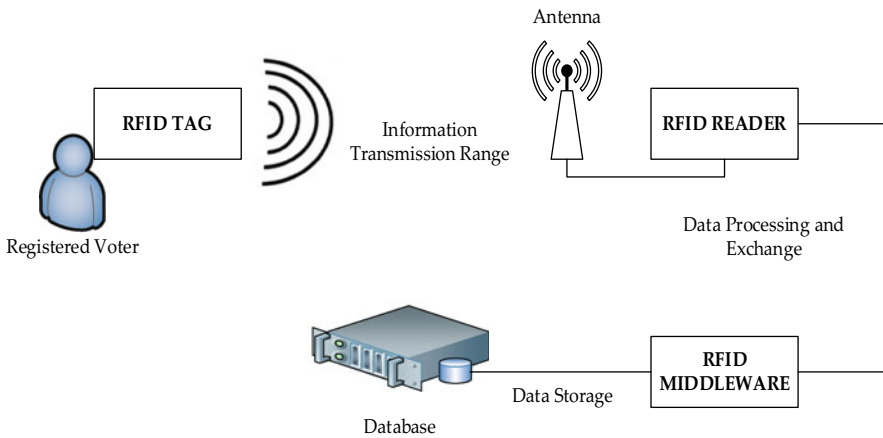 Antenna
RFID TAG
RFID READER
Information
Transmission Range
Registered Voter
Data Processing and
Exchange
RFID
MIDDLEWARE
Data Storage
Database